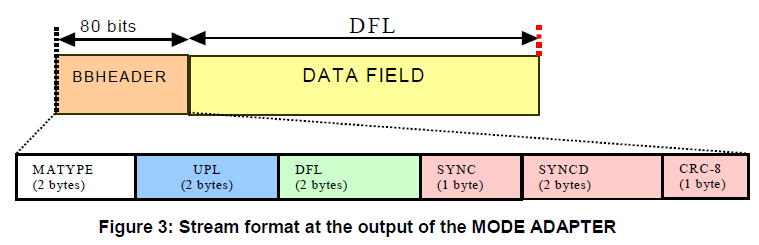 80 bits
DFL
BBHEADER
DATA FIELD
MATYPE
(2 bytes)
UPL
(2 bytes)
DFL
(2 bytes)
SYNC
(1 byte)
SYNCD
(2 bytes)
CRC-8
(1 byte)
Figure 3: Stream format at the output of the MODE ADAPTER